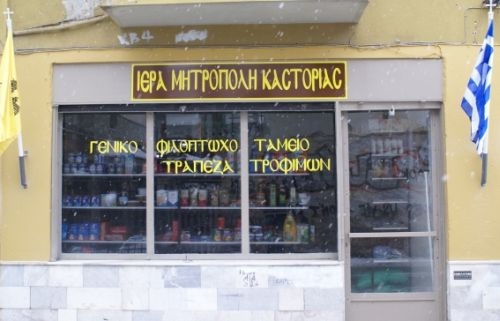 ΙΕΡΑ ΜΗΤΡΟΠΟΛΗ ΚΑΣΤΟΡΙΑΣ
ΓΕΝΙΚΟ ΦΙΛΟΠΤΩΧΟ ΤΑΜΕΙΟ
ΤΡΑΠΕΖΑ ΤΡΟΦΙΜΩΝ